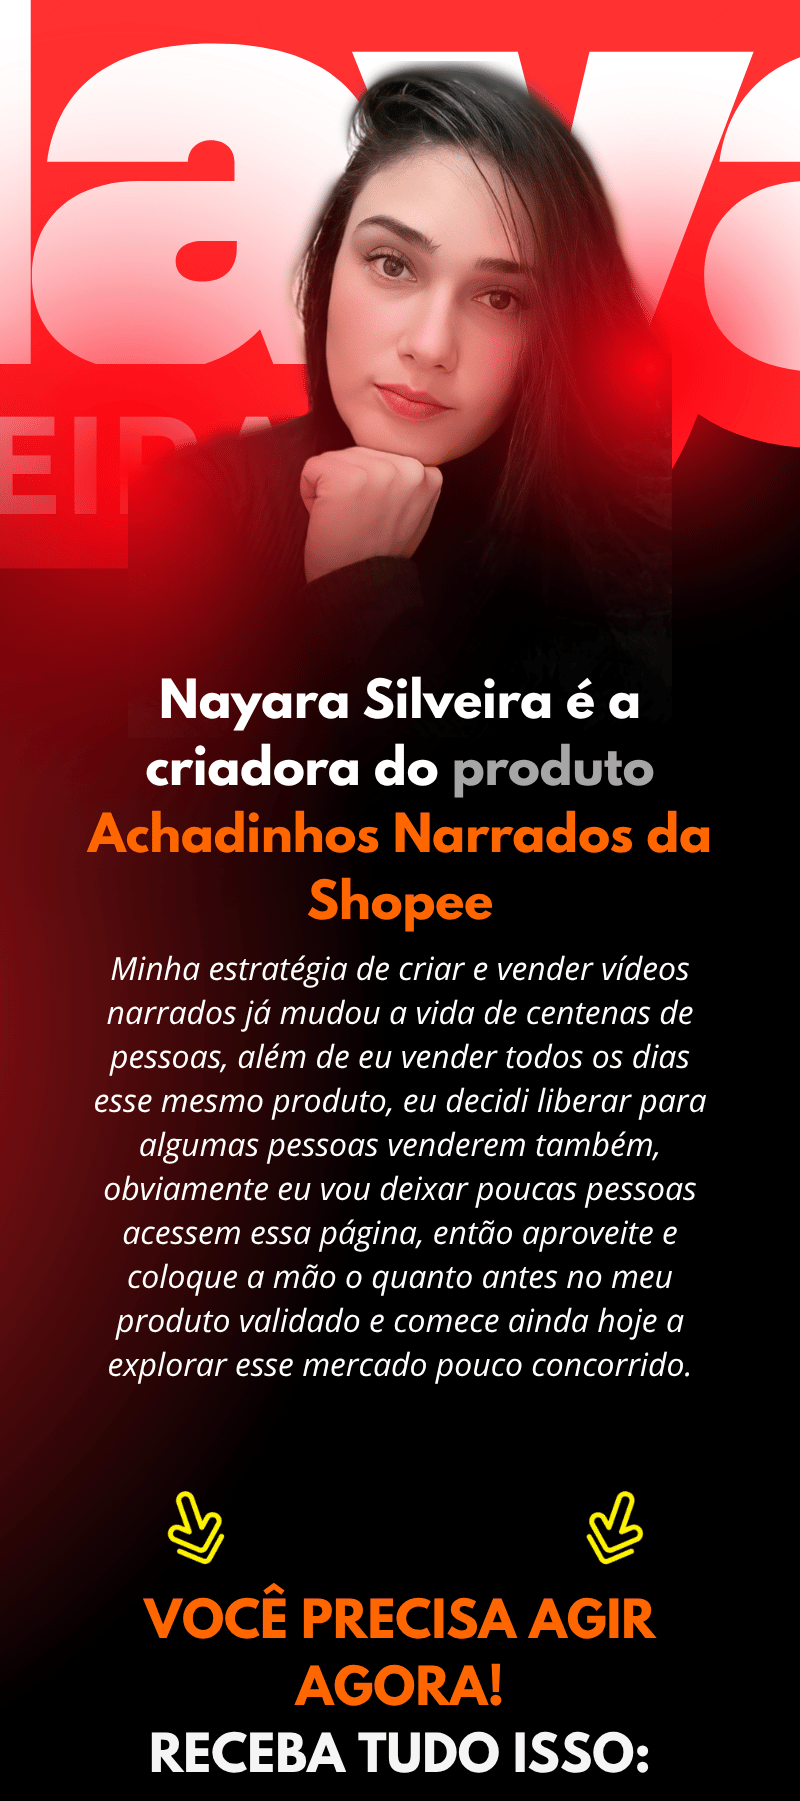 aya
EIRA
Nayara Silveira é a
criadora do produto
Achadinhos Narrados da
Shopee
Minha estratégia de criar e vender vídeos
narrados já mudou a vida de centenas de
pessoas, além de eu vender todos os dias
esse mesmo produto, eu decidi liberar para
algumas pessoas venderem também,
obviamente eu vou deixar poucas pessoas
acessem essa página, então aproveite e
coloque a mão o quanto antes no meu
produto validado e comece ainda hoje a
explorar esse mercado pouco concorrido.
VOCÊ PRECISA AGIR
AGORA!
RECEBA TUDO ISSO: